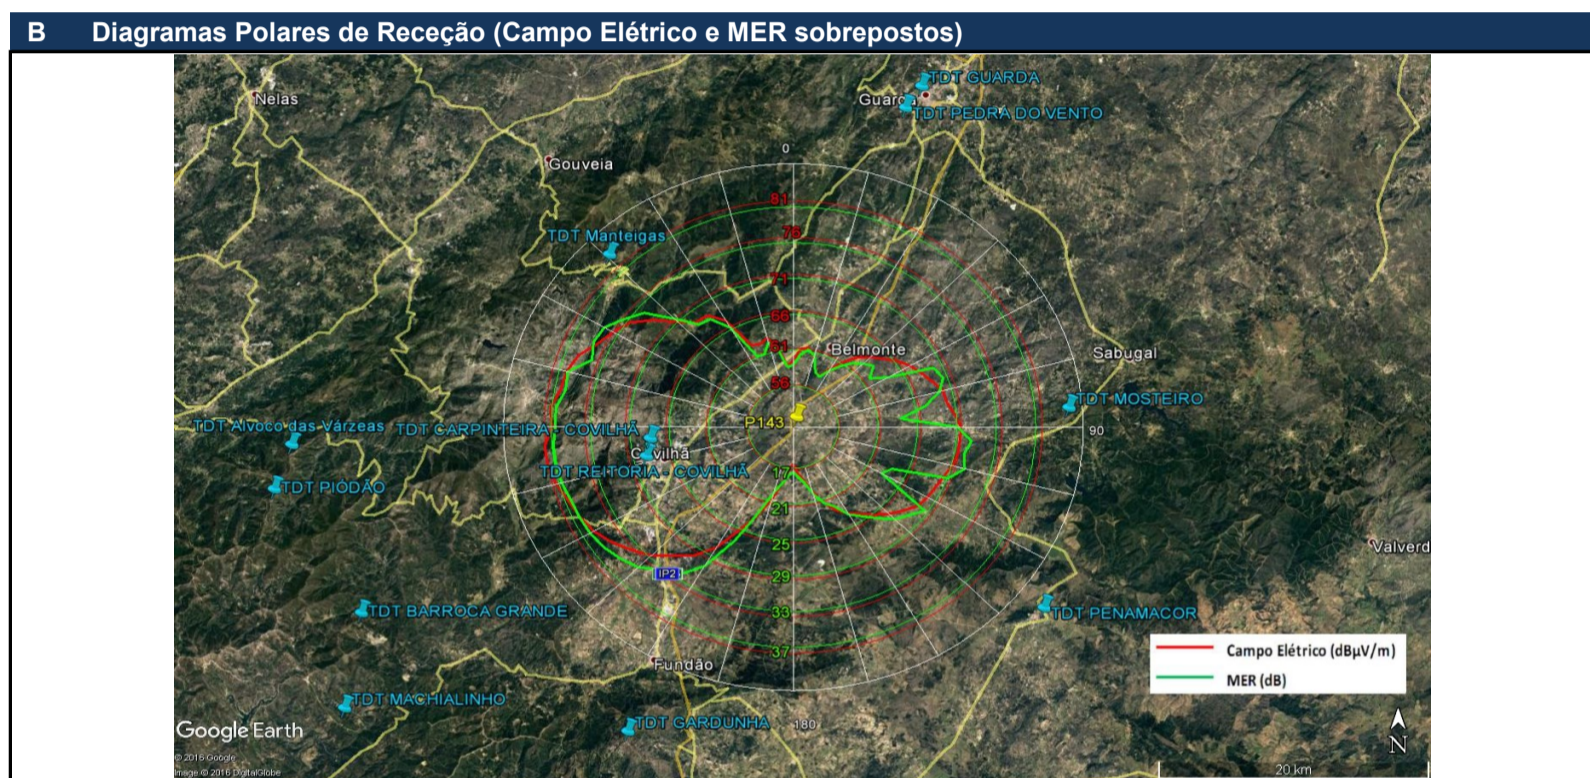 B Diagramas Polares de Receção (Campo Elétrico e MER sobrepostos)
TDT GUARDA
Nelas
Guarda
TDT PEDRA DO VENTO
0
Gouveia
81
76
TDT Manteigas
71
66
61
Belmonte
Sabugal
56
TDT MOSTEIRO
P143
TDT Alvoco das Várzeas
TDT CARPINTEIRA - COVILHÃ
90
Covilhã
TDT REITORIA - COVILHÃ
17
TDT PIÓDÃO
21
25
Valverd
IP2
29
TDT BARROCA GRANDE
33
TDT PENAMACOR
37
Campo Elétrico (dBµV/m)
Fundão
MER (dB)
TDT MACHIALINHO
TDT GARDUNHA
180
Google Earth
N
© 2016 Google
Image © 2016 DigitalGlobe
20 km